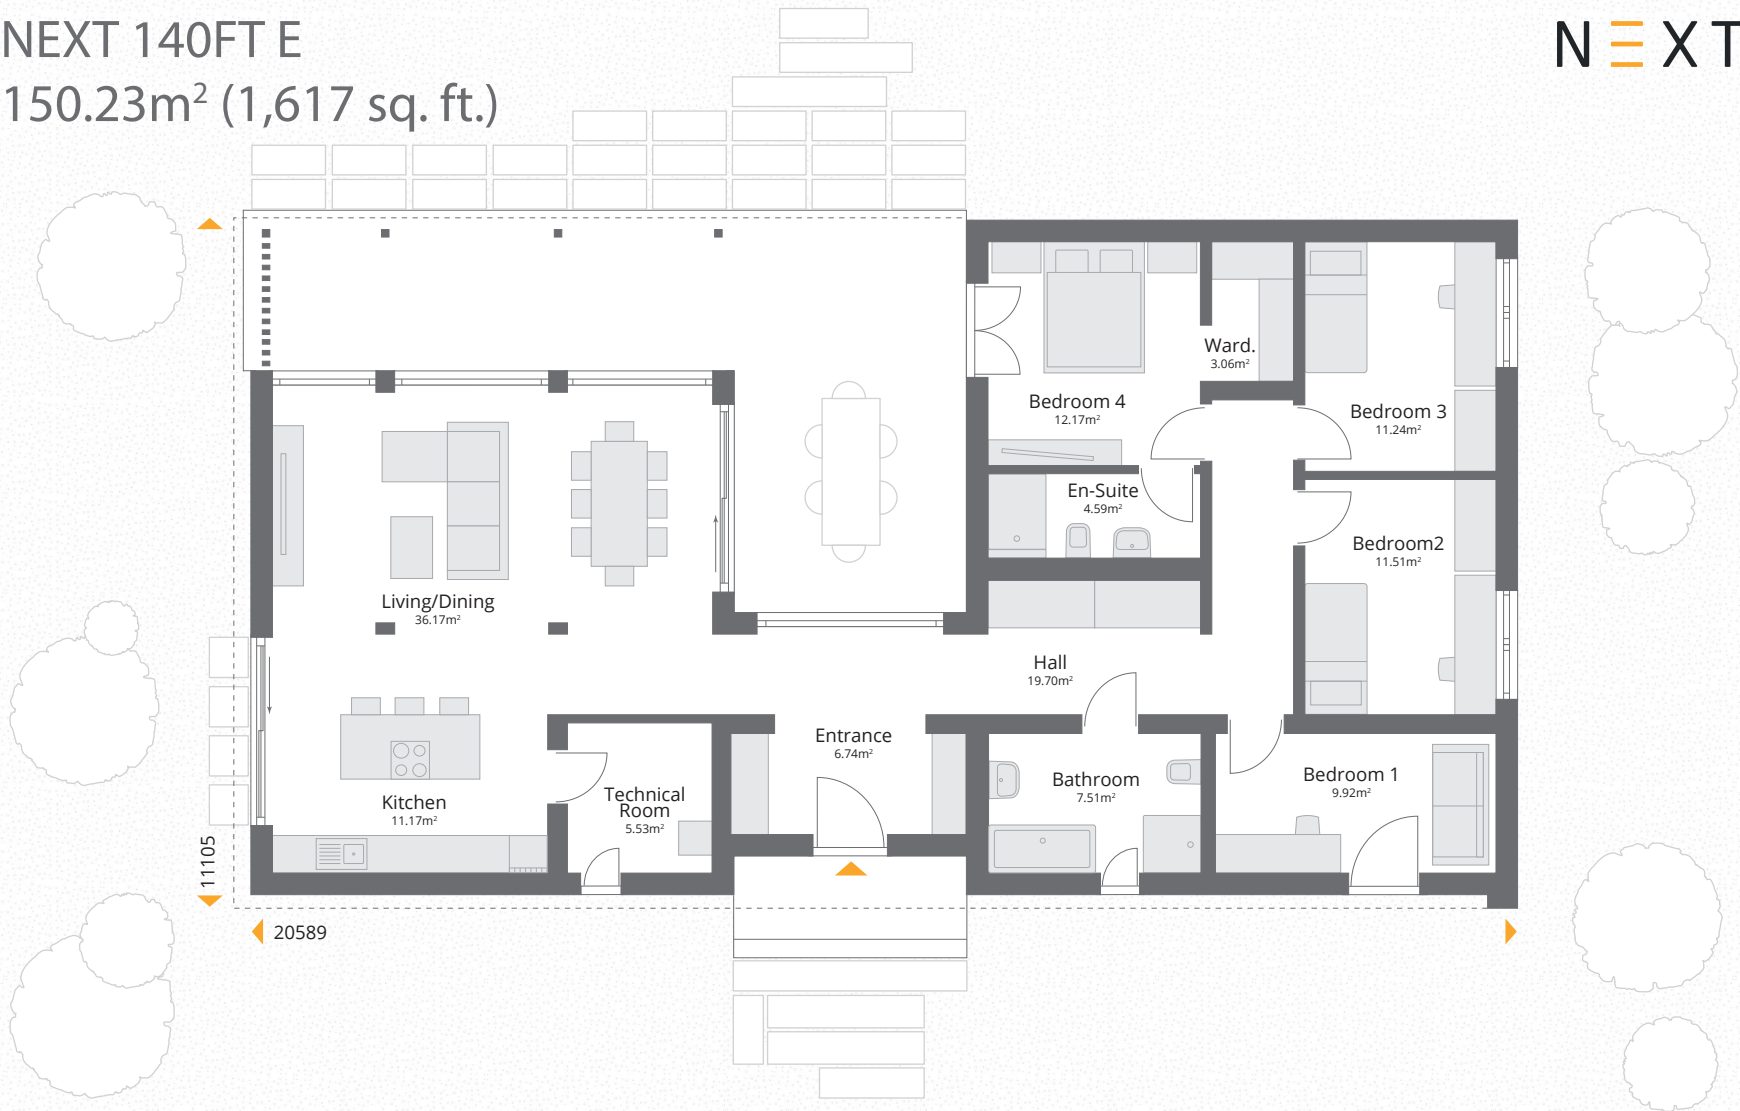 NEXT 140FT E
150.23m² (1,617 sq. ft.)
NEXT
Ward.
3.06m²
Bedroom 4
12.17m²
Bedroom 3
11.24m²
En-Suite
4.59m²
Bedroom2
11.51m²
Living/Dining
36.17m²
Hall
19.70m²
Entrance
6.74m²
Bathroom
7.51m²
Bedroom 1
9.92m²
Kitchen
11.17m²
Technical
Room
5.53m²
11105
20589